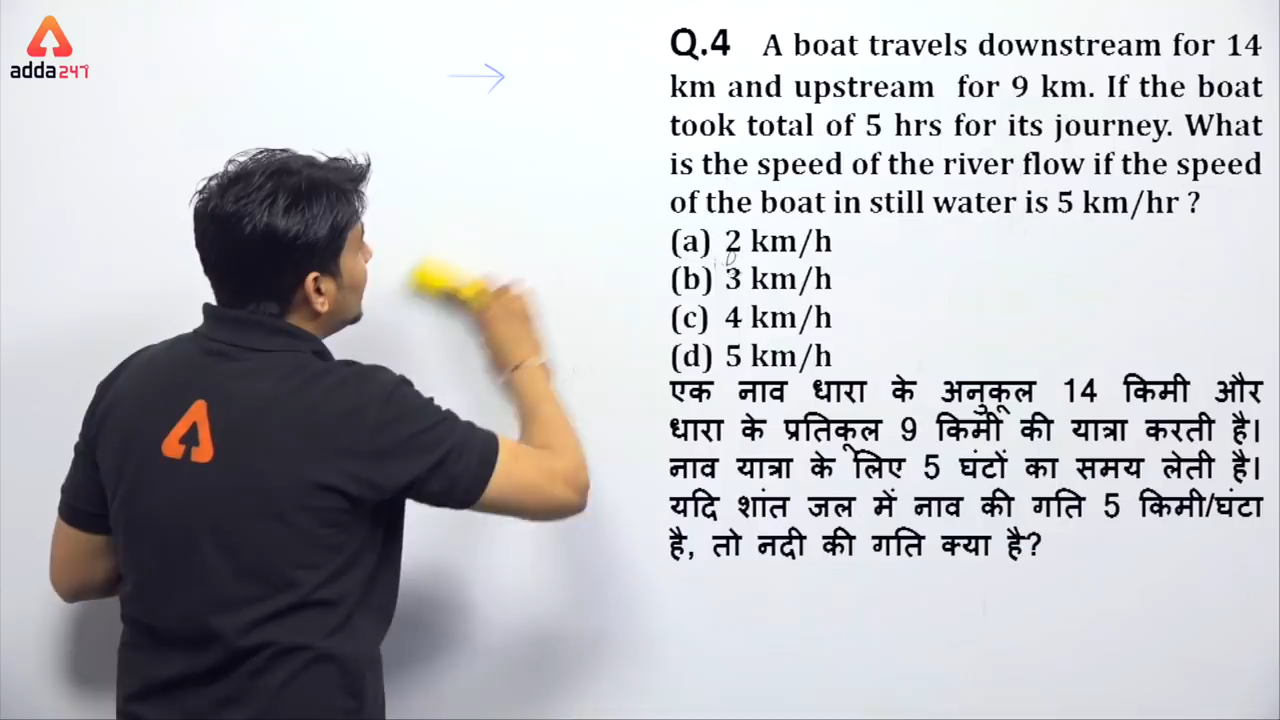 adda247
Q.4 A boat travels downstream for 14
km and upstream for 9 km. If the boat
took total of 5 hrs for its journey. What
is the speed of the river flow if the speed
of the boat in still water is 5 km/hr ?
(a) 2 km/h
(b) 3 km/h
(c) 4 km/h
(d) 5 km/h
एक नाव धारा के अनुकूल 14 किमी और
धारा के प्रतिकूल 9 किमी की यात्रा करती है।
नाव यात्रा के लिए 5 घंटों का समय लेती है।
यदि शांत जल में नाव की गति 5 किमी/घंटा
है, तो नदी की गति क्या है?